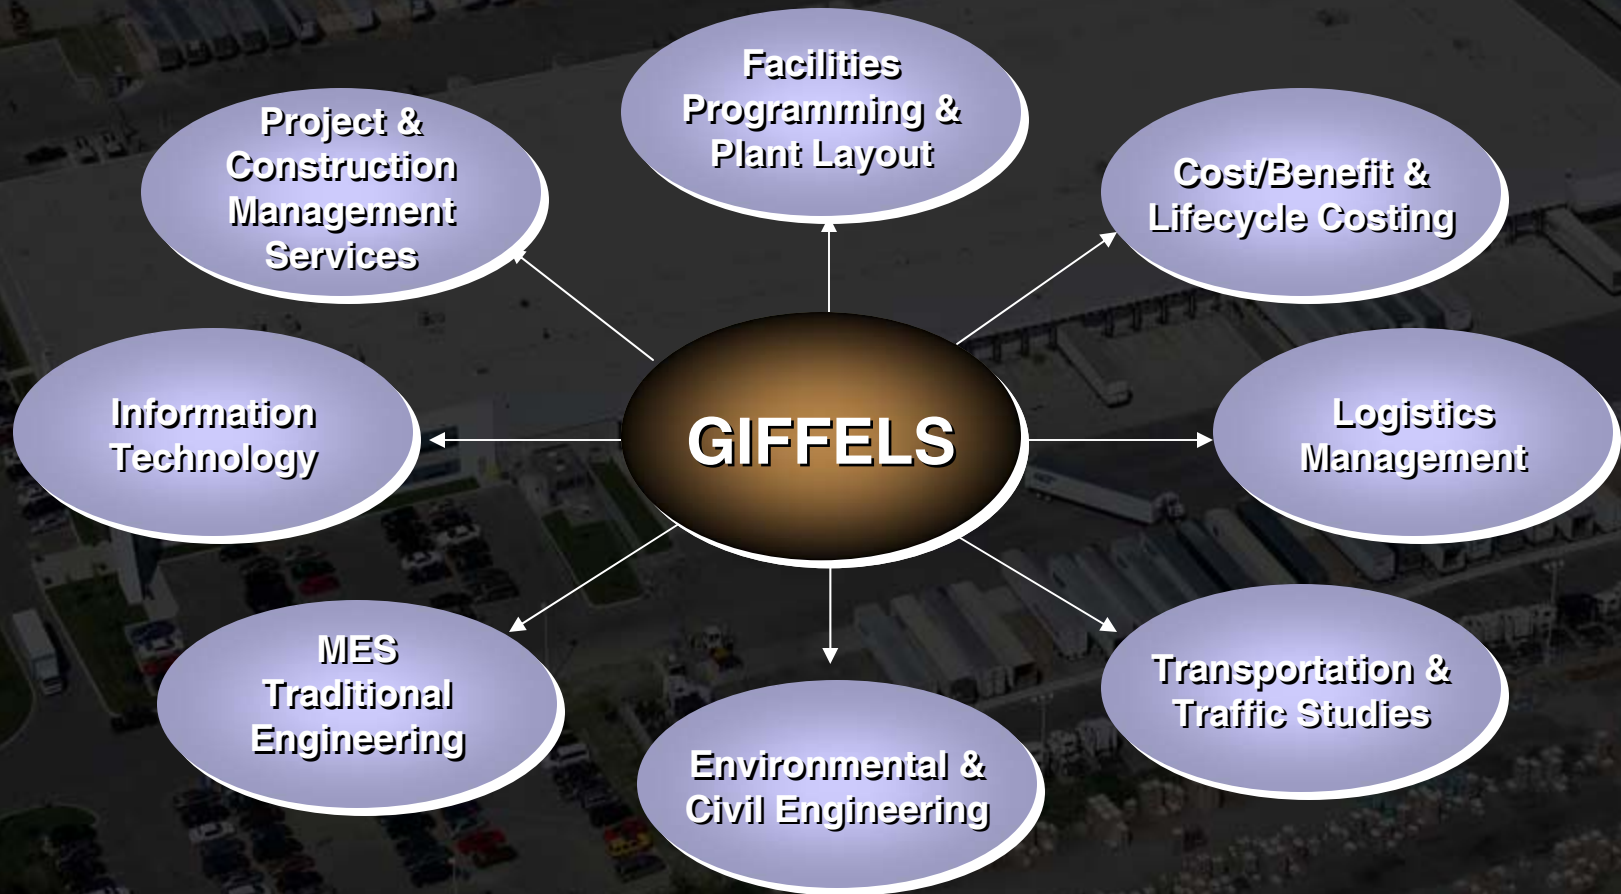 Facilities
Programming &
Plant Layout
Project &
Construction
Management
Services
Cost/Benefit &
Lifecycle Costing
Information
Technology
GIFFELS
Logistics
Management
MES
Traditional
Engineering
Transportation &
Traffic Studies
Environmental &
Civil Engineering